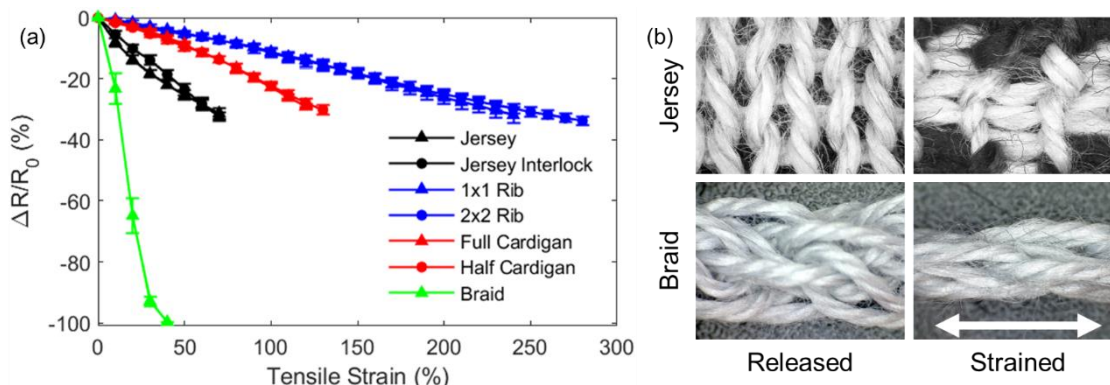 (a)
0
-20
-40
-60
-80
-100
ΔR/R₀ (%)
0 50 100 150 200 250 300
Tensile Strain (%)
Jersey
Jersey Interlock
1x1 Rib
2x2 Rib
Full Cardigan
Half Cardigan
Braid
(b)
Jersey
Braid
Released Strained